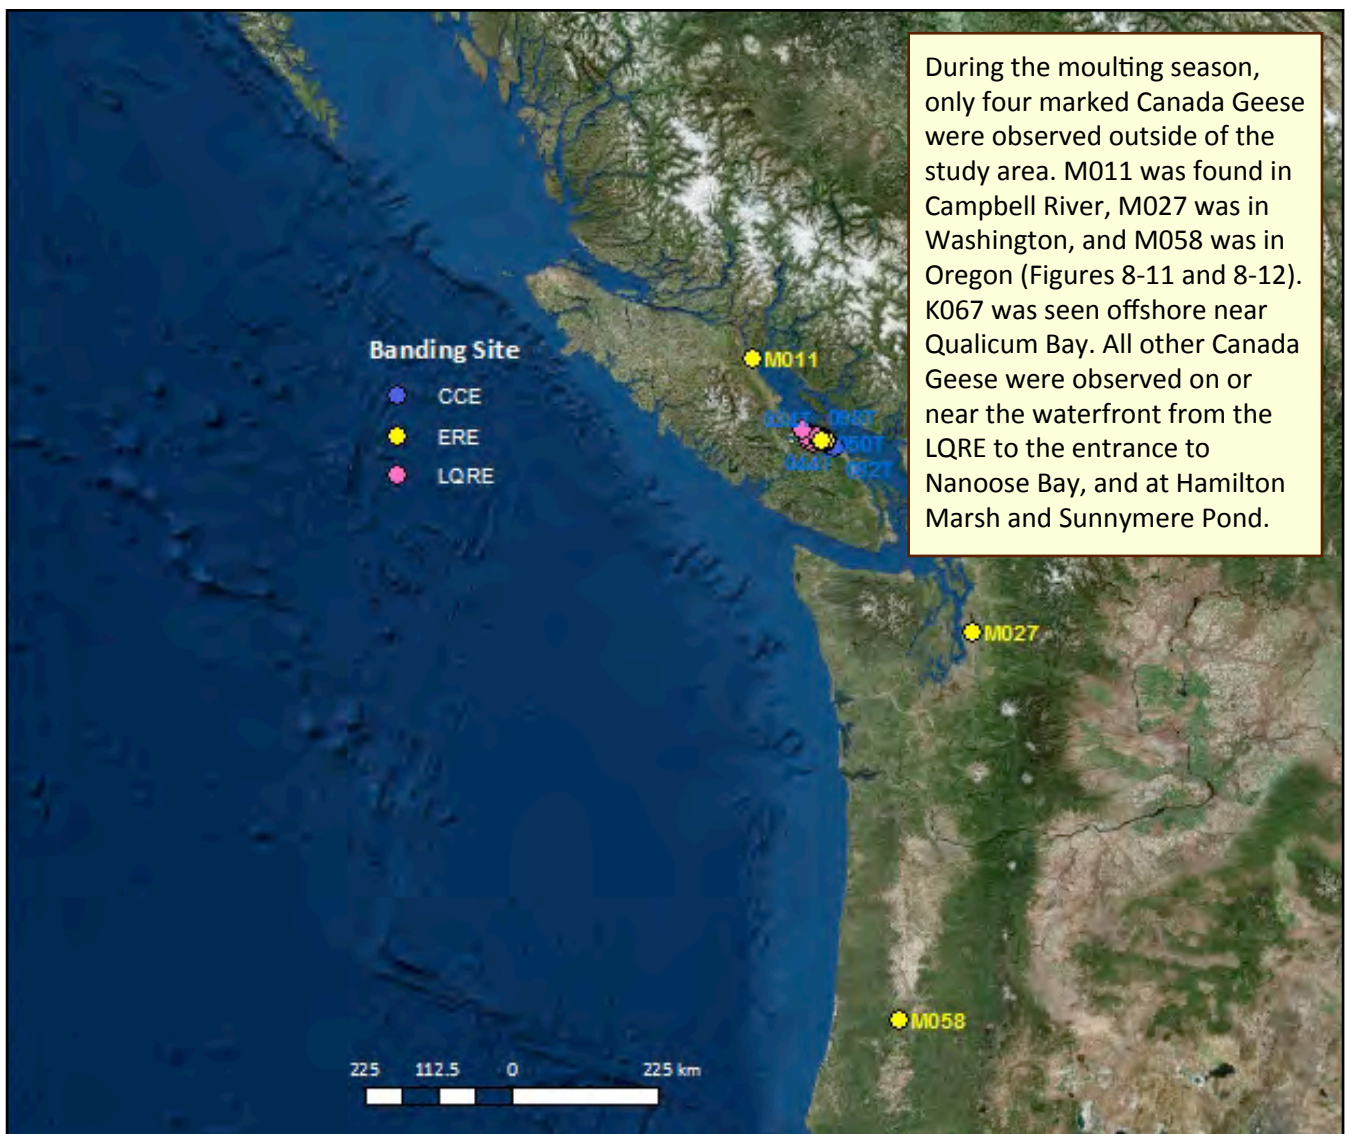 During the moulting season,
only four marked Canada Geese
were observed outside of the
study area. M011 was found in
Campbell River, M027 was in
Washington, and M058 was in
Oregon (Figures 8-11 and 8-12).
K067 was seen offshore near
Qualicum Bay. All other Canada
Geese were observed on or
near the waterfront from the
LQRE to the entrance to
Nanoose Bay, and at Hamilton
Marsh and Sunnymere Pond.
Banding Site
CCE
ERE
LQRE
M011
098T
050T
044T 092T
M027
M058
225 112.5 0 225 km